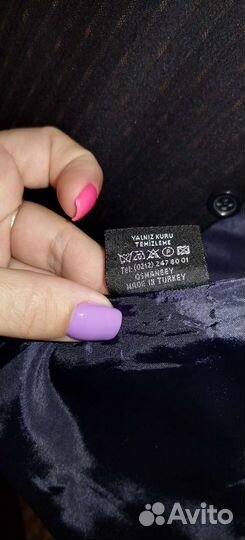 YALNIZ KURU
TEMİZLEME
Tel: (0212) 247 80 01
OSMANBEY
MADE IN TURKEY
Avito